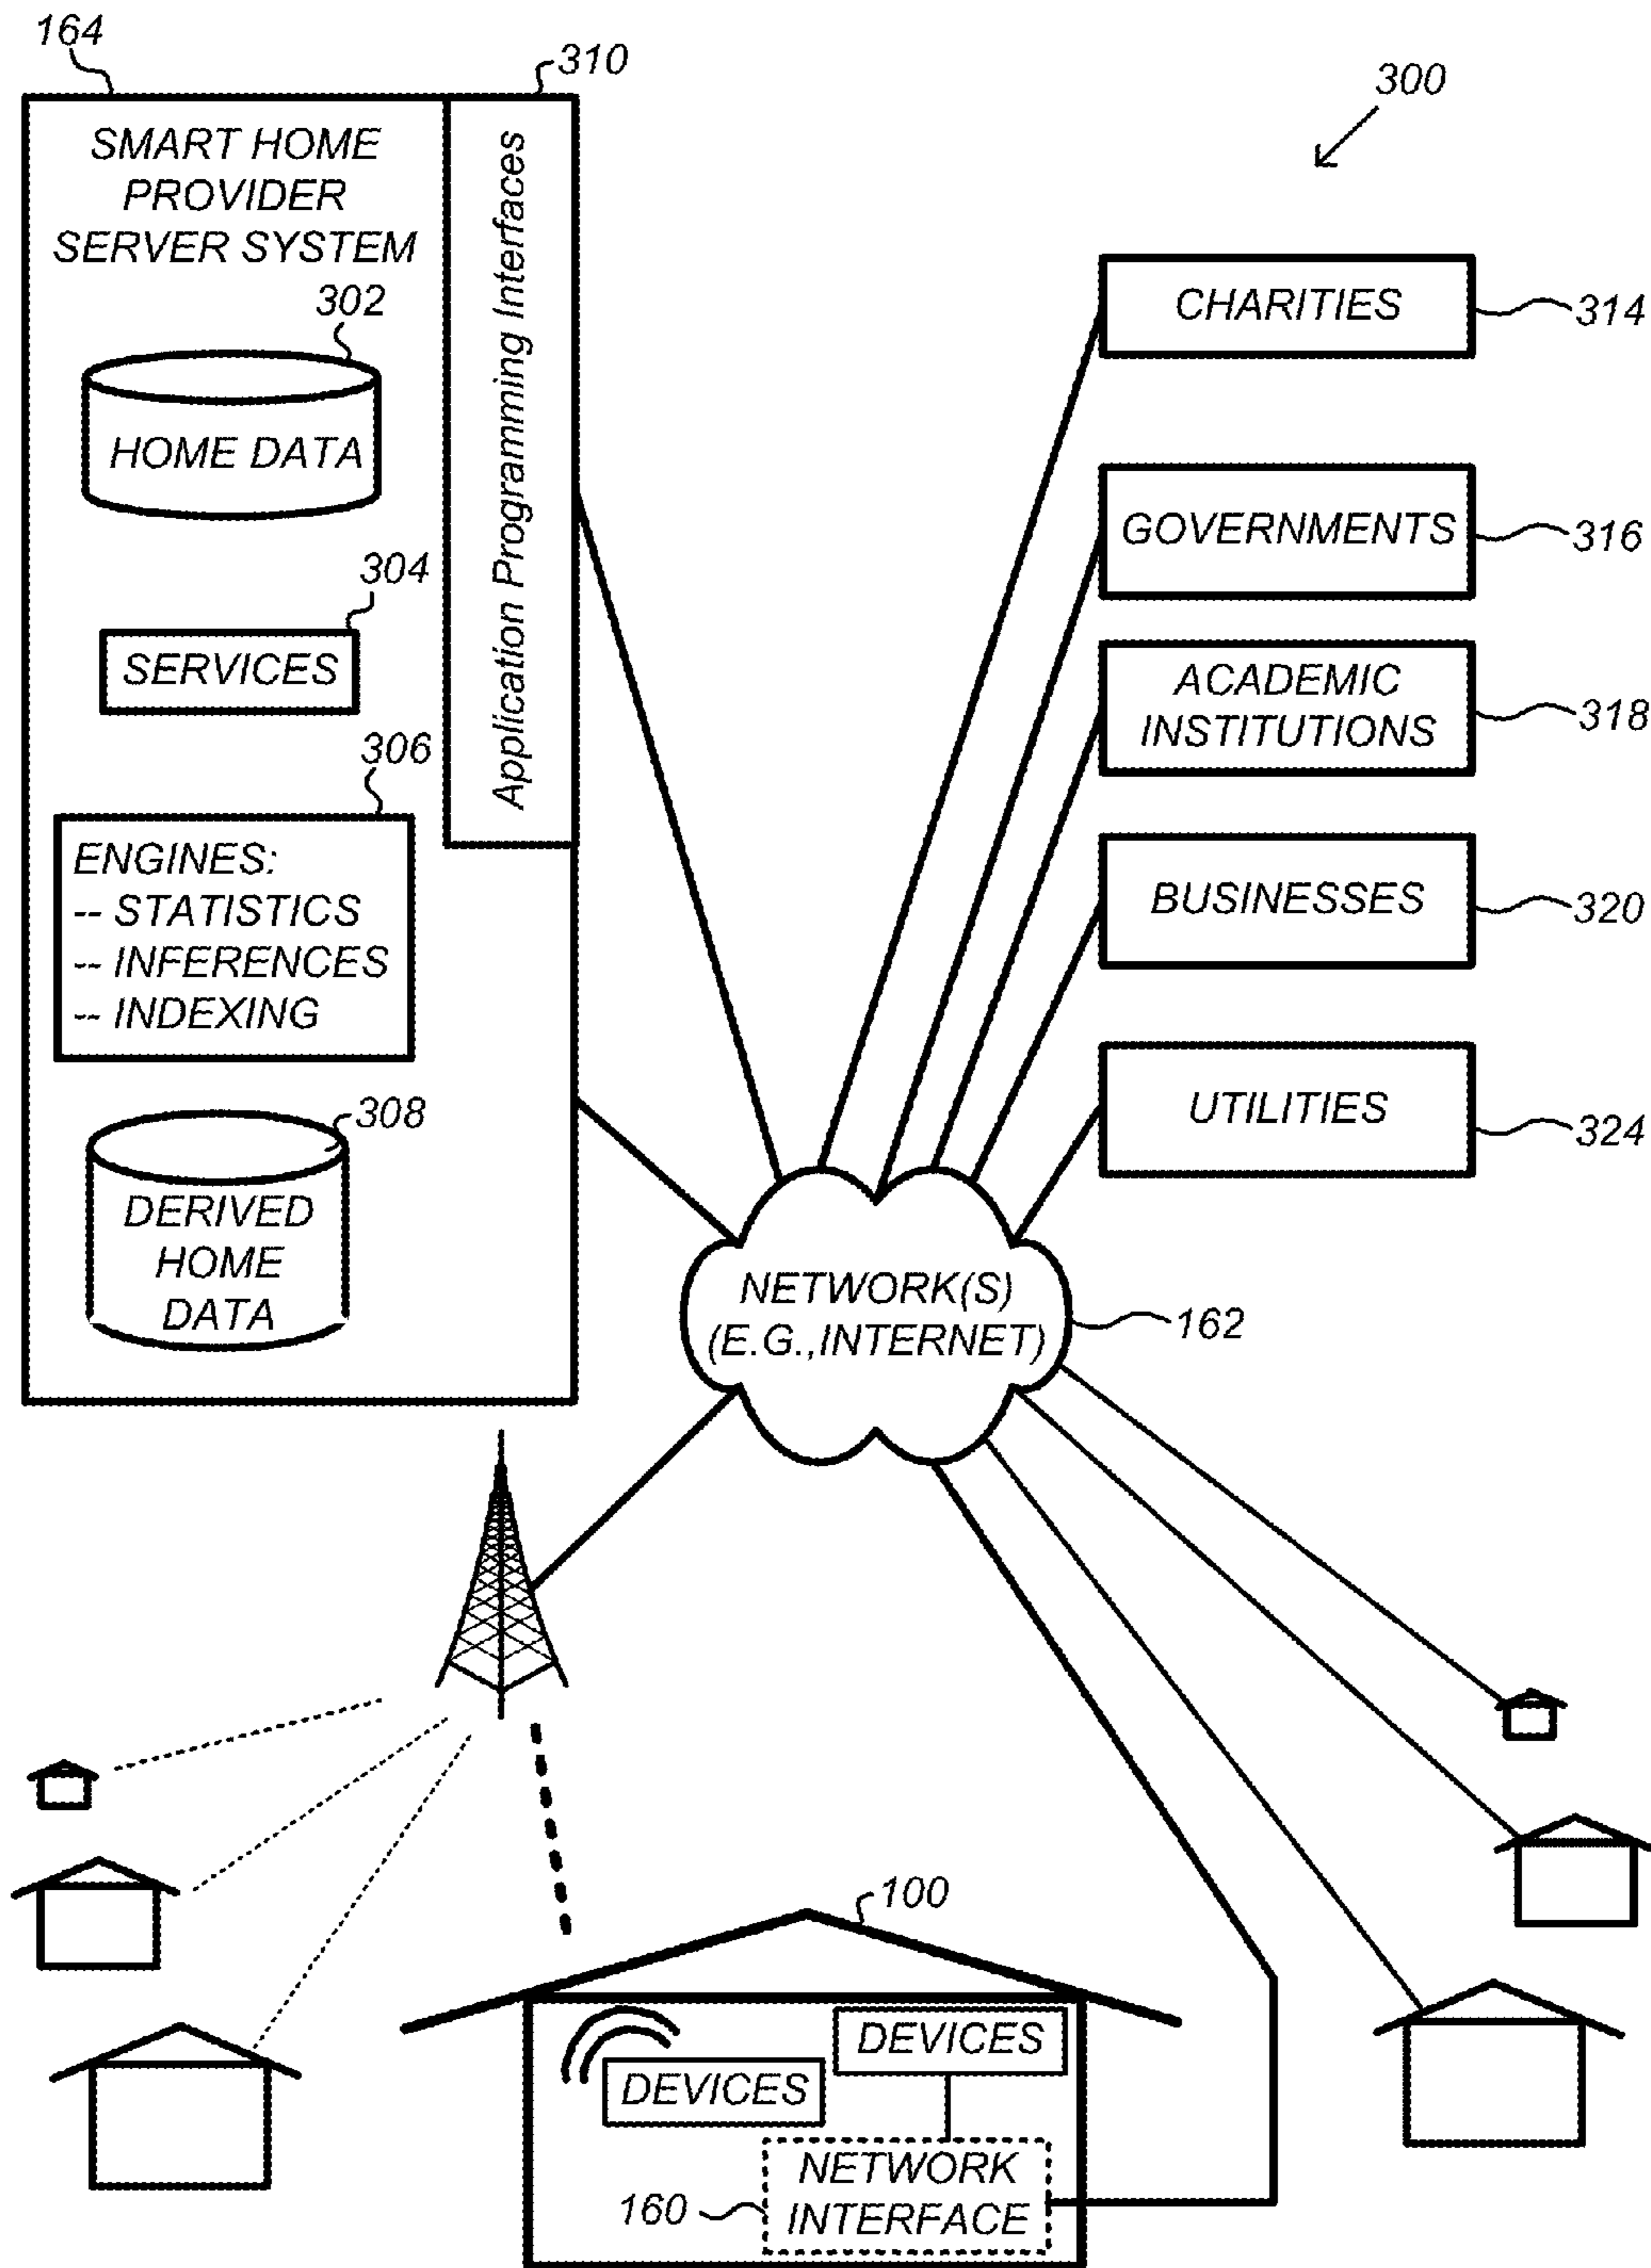 164
310
300
SMART HOME
PROVIDER
SERVER SYSTEM
Application Programming Interfaces
302
HOME DATA
304
SERVICES
306
ENGINES:
-- STATISTICS
-- INFERENCES
-- INDEXING
308
DERIVED
HOME
DATA
CHARITIES
314
GOVERNMENTS
316
ACADEMIC
INSTITUTIONS
318
BUSINESSES
320
UTILITIES
324
NETWORK(S)
(E.G.,INTERNET)
162
100
DEVICES
DEVICES
NETWORK
INTERFACE
160